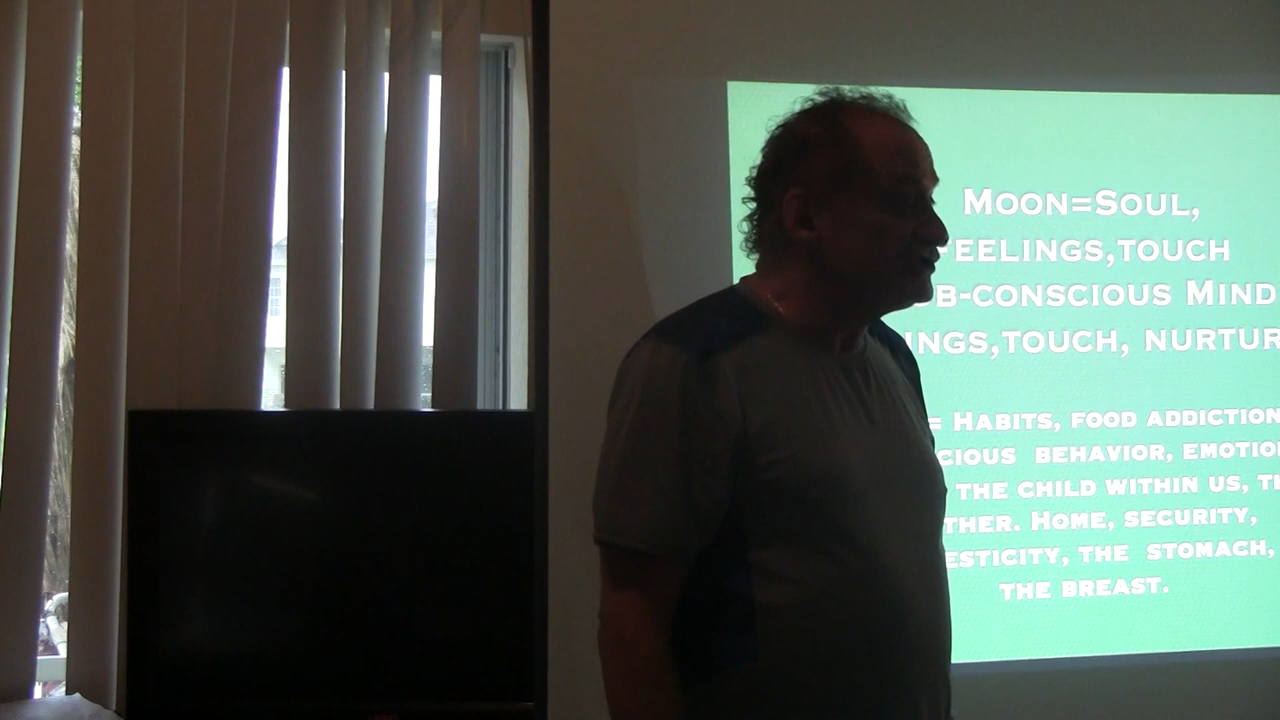 Moon=Soul,
EELINGS,TOUCH
B-CONSCIOUS MIND
INGS,TOUCH, NURTUR
= HABITS, FOOD ADDICTION
CIOUS BEHAVIOR, EMOTIO
THE CHILD WITHIN US, TH
THER. HOME, SECURITY,
ESTICITY, THE STOMACH,
THE BREAST.